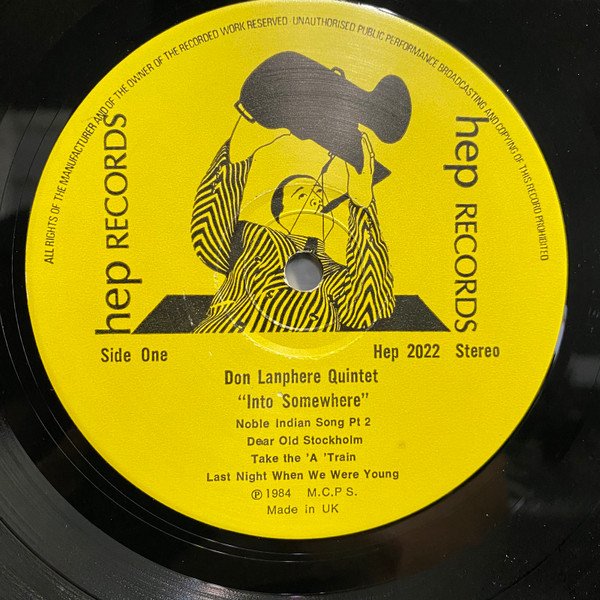 ALL RIGHTS OF THE MANUFACTURER AND OF THE OWNER OF THE RECORDED WORK RESERVED · UNAUTHORISED PUBLIC PERFORMANCE BROADCASTING AND COPYING OF THIS RECORD PROHIBITED
hep RECORDS
hep RECORDS
Side One
Hep 2022 Stereo
Don Lanphere Quintet
“Into Somewhere”
Noble Indian Song Pt 2
Dear Old Stockholm
Take the 'A 'Train
Last Night When We Were Young
℗ 1984 M.C.P S.
Made in UK